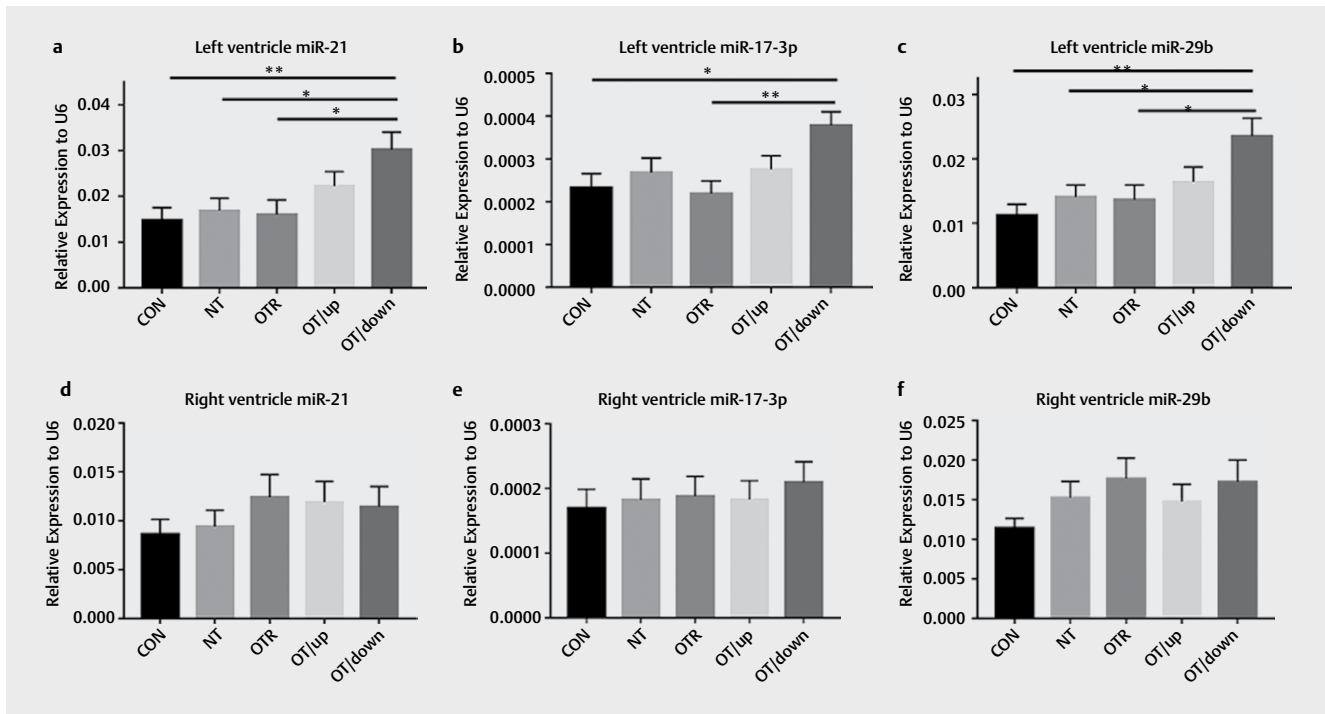 a
Left ventricle miR-21
**
*
*
Relative Expression to U6
0.04
0.03
0.02
0.01
0.00
CON
NT
OTR
OT/up
OT/down
b
Left ventricle miR-17-3p
*
**
Relative Expression to U6
0.0005
0.0004
0.0003
0.0002
0.0001
0.0000
CON
NT
OTR
OT/up
OT/down
c
Left ventricle miR-29b
**
*
*
Relative Expression to U6
0.03
0.02
0.01
0.00
CON
NT
OTR
OT/up
OT/down
d
Right ventricle miR-21
Relative Expression to U6
0.020
0.015
0.010
0.005
0.000
CON
NT
OTR
OT/up
OT/down
e
Right ventricle miR-17-3p
Relative Expression to U6
0.0003
0.0002
0.0001
0.0000
CON
NT
OTR
OT/up
OT/down
f
Right ventricle miR-29b
Relative Expression to U6
0.025
0.020
0.015
0.010
0.005
0.000
CON
NT
OTR
OT/up
OT/down